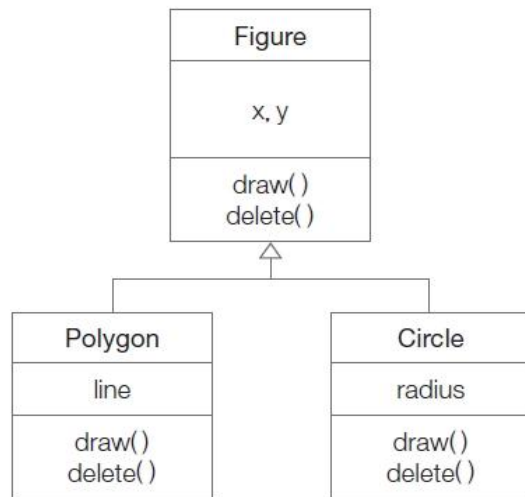 Figure
x, y
draw( )
delete( )
Polygon
line
draw( )
delete( )
Circle
radius
draw( )
delete( )